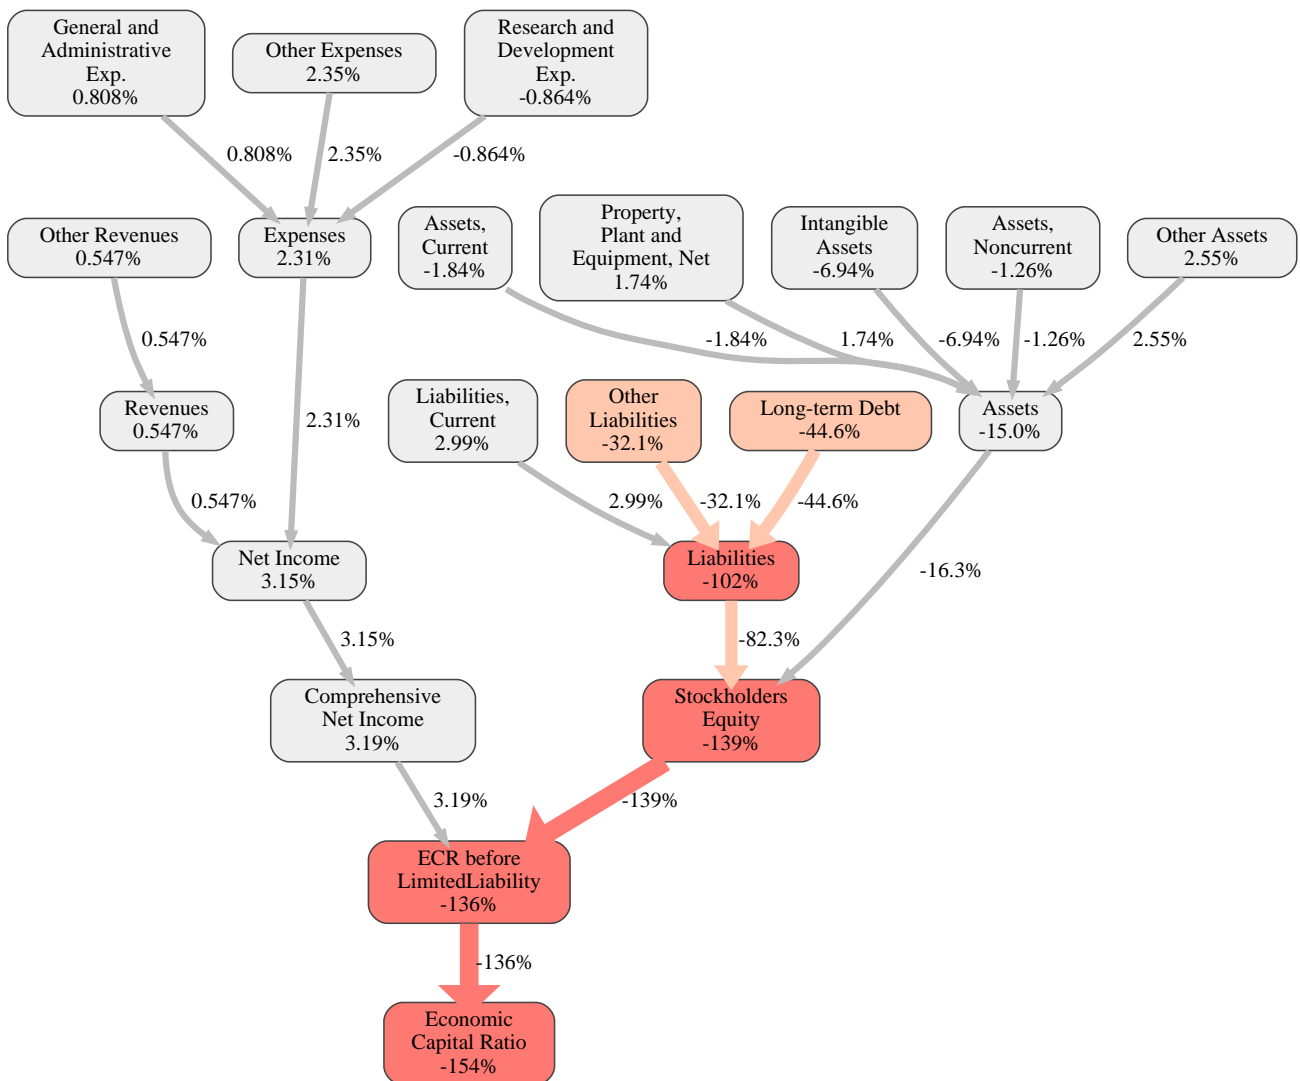 General and
Administrative
Exp.
0.808%
Other Expenses
2.35%
Research and
Development
Exp.
-0.864%
0.808%
2.35%
-0.864%
Other Revenues
0.547%
Expenses
2.31%
Assets,
Current
-1.84%
Property,
Plant and
Equipment, Net
1.74%
Intangible
Assets
-6.94%
Assets,
Noncurrent
-1.26%
Other Assets
2.55%
0.547%
-1.84%
1.74%
-6.94%
-1.26%
2.55%
Revenues
0.547%
2.31%
Liabilities,
Current
2.99%
Other
Liabilities
-32.1%
Long-term Debt
-44.6%
Assets
-15.0%
0.547%
2.99%
-32.1%
-44.6%
Net Income
3.15%
Liabilities
-102%
-16.3%
3.15%
-82.3%
Comprehensive
Net Income
3.19%
Stockholders
Equity
-139%
3.19%
-139%
ECR before
LimitedLiability
-136%
-136%
Economic
Capital Ratio
-154%